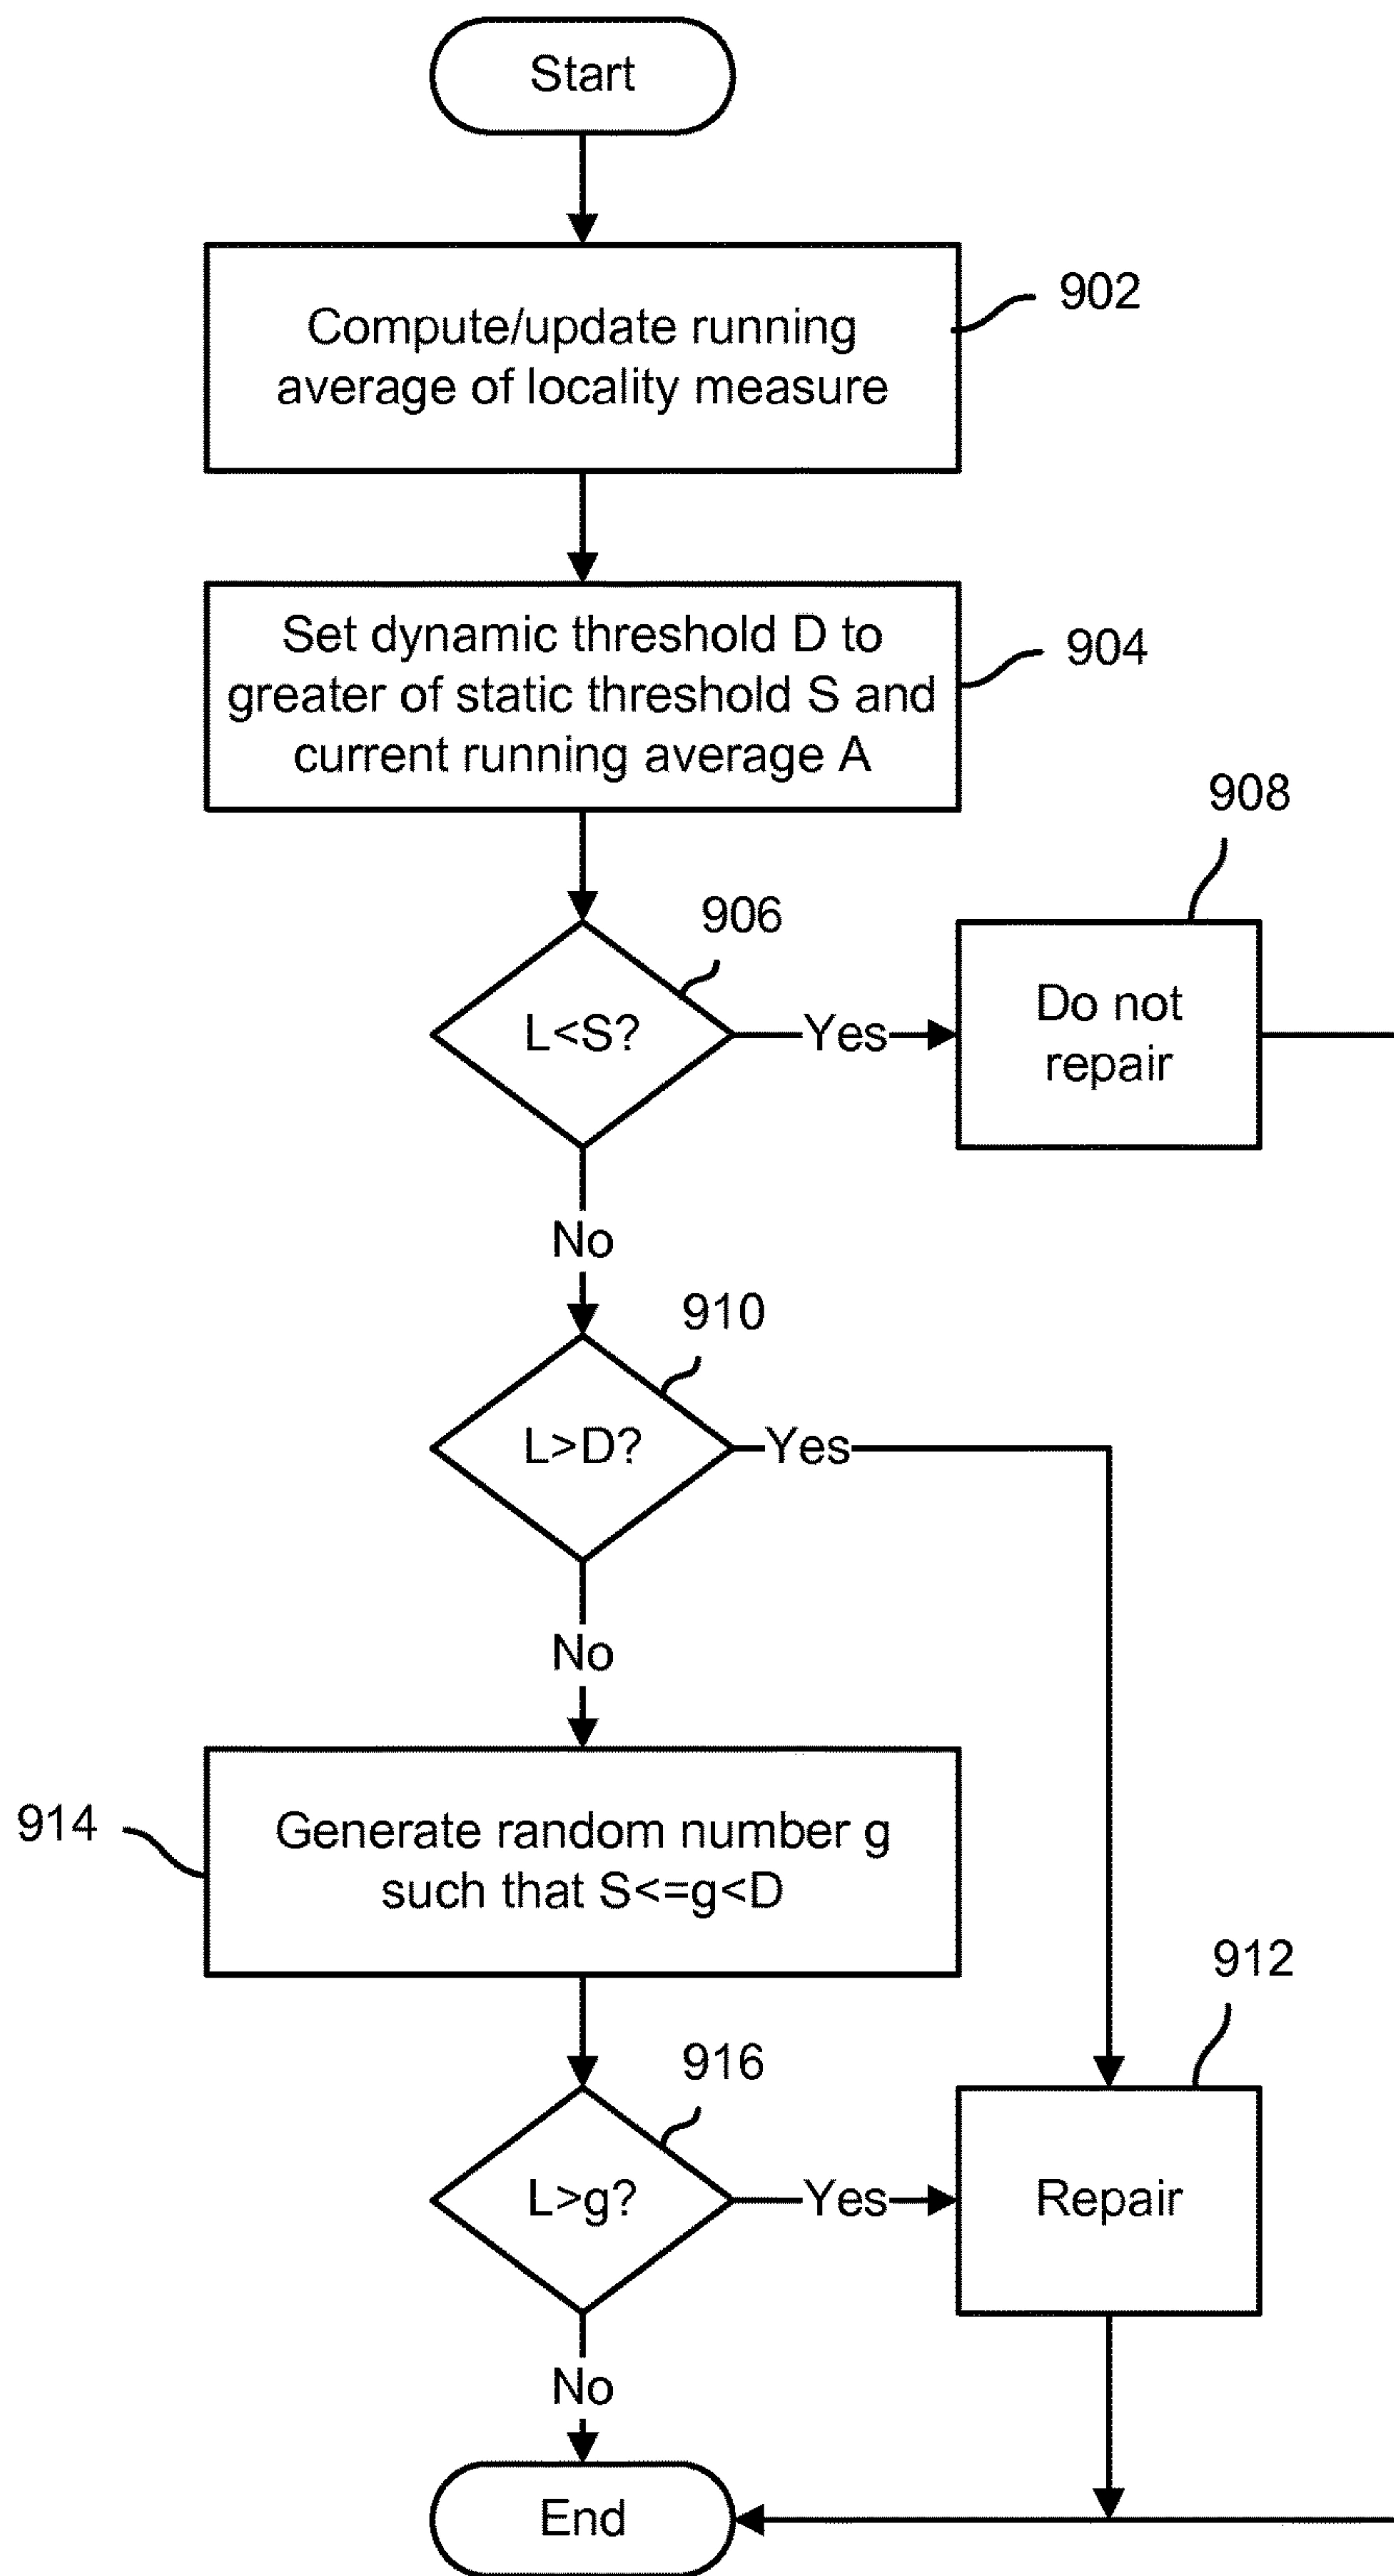 Start
902
Compute/update running
average of locality measure
904
Set dynamic threshold D to
greater of static threshold S and
current running average A
908
906
L<S?
Yes
Do not
repair
No
910
L>D?
Yes
No
914
Generate random number g
such that S<=g<D
912
916
L>g?
Yes
Repair
No
End